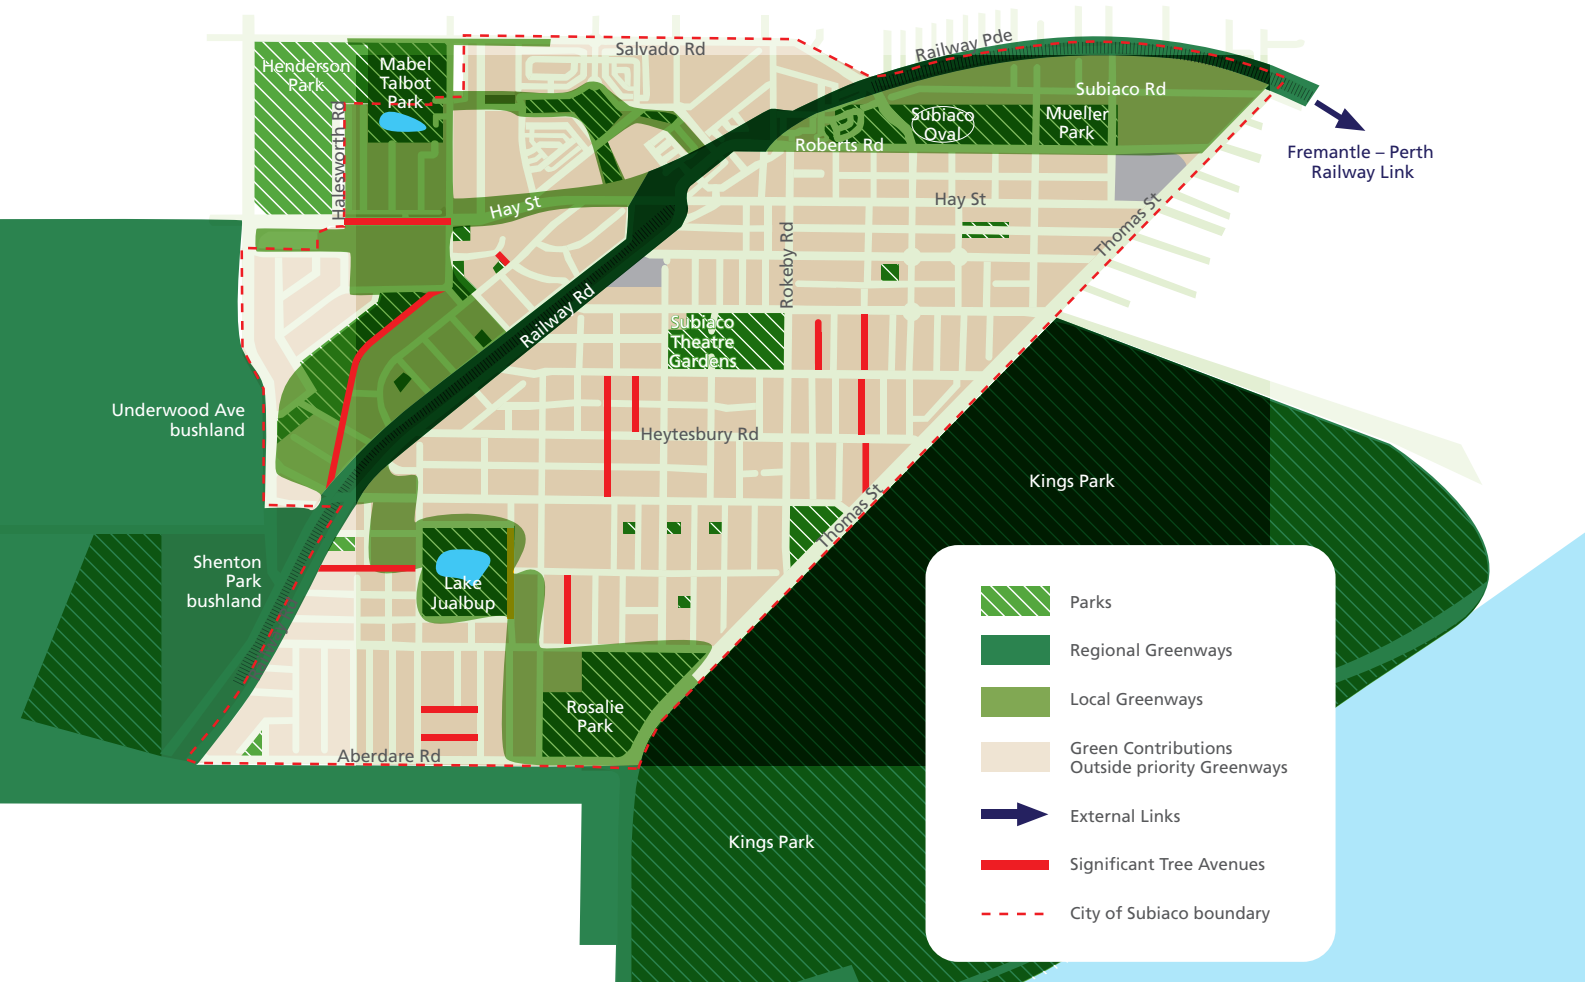 Salvado Rd
Railway Pde
Henderson
Park
Mabel
Talbot
Park
Halesworth Rd
Subiaco Rd
Subiaco
Oval
Mueller
Park
Roberts Rd
Fremantle – Perth
Railway Link
Hay St
Hay St
Thomas St
Rokeby Rd
Railway Rd
Subiaco
Theatre
Gardens
Underwood Ave
bushland
Heytesbury Rd
Kings Park
Thomas St
Shenton
Park
bushland
Lake
Jualbup
Rosalie
Park
Aberdare Rd
Kings Park
Parks
Regional Greenways
Local Greenways
Green Contributions
Outside priority Greenways
External Links
Significant Tree Avenues
City of Subiaco boundary